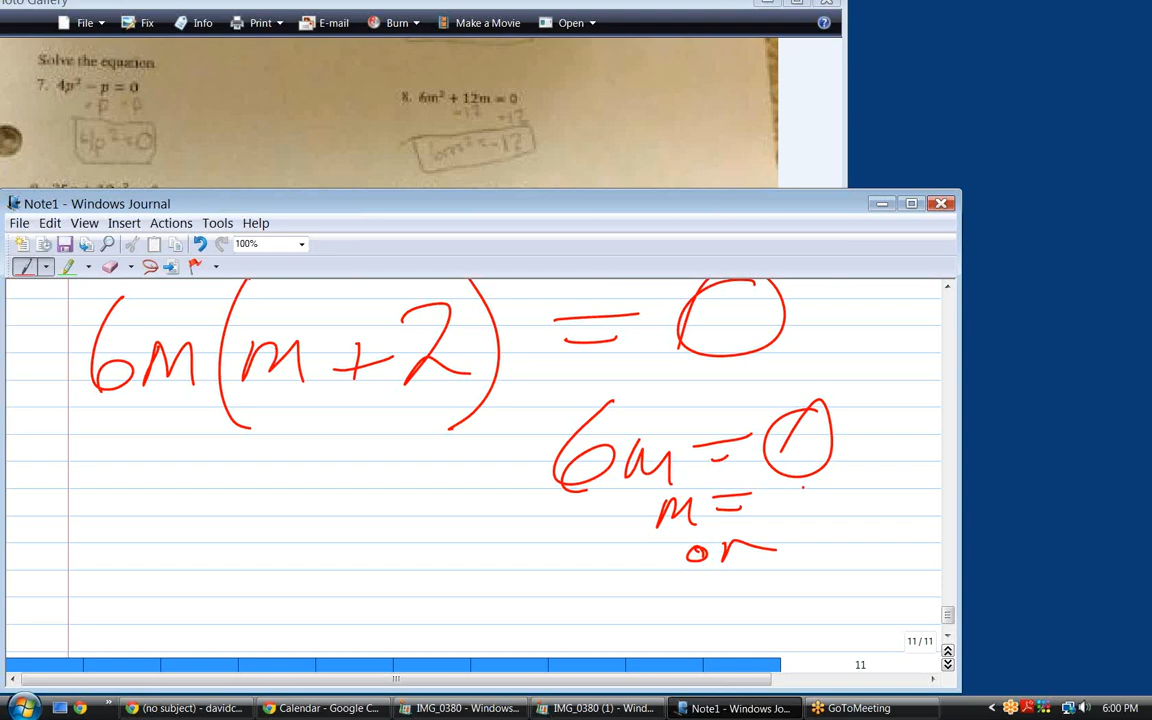 oto Gallery
File Fix Info Print E-mail Burn Make a Movie Open
Solve the equation.
7. 4p² - p = 0
+p +p
4p²=0
8. 6m² + 12m = 0
-12 -12
6m²=-12
Note1 - Windows Journal
File Edit View Insert Actions Tools Help
100%
6m(m+2) = 0
6m = 0
m =
or
11 / 11
11
(no subject) - davidc... Calendar - Google C... IMG_0380 - Windows... IMG_0380 (1) - Wind... Note1 - Windows Jo... GoToMeeting 6:00 PM